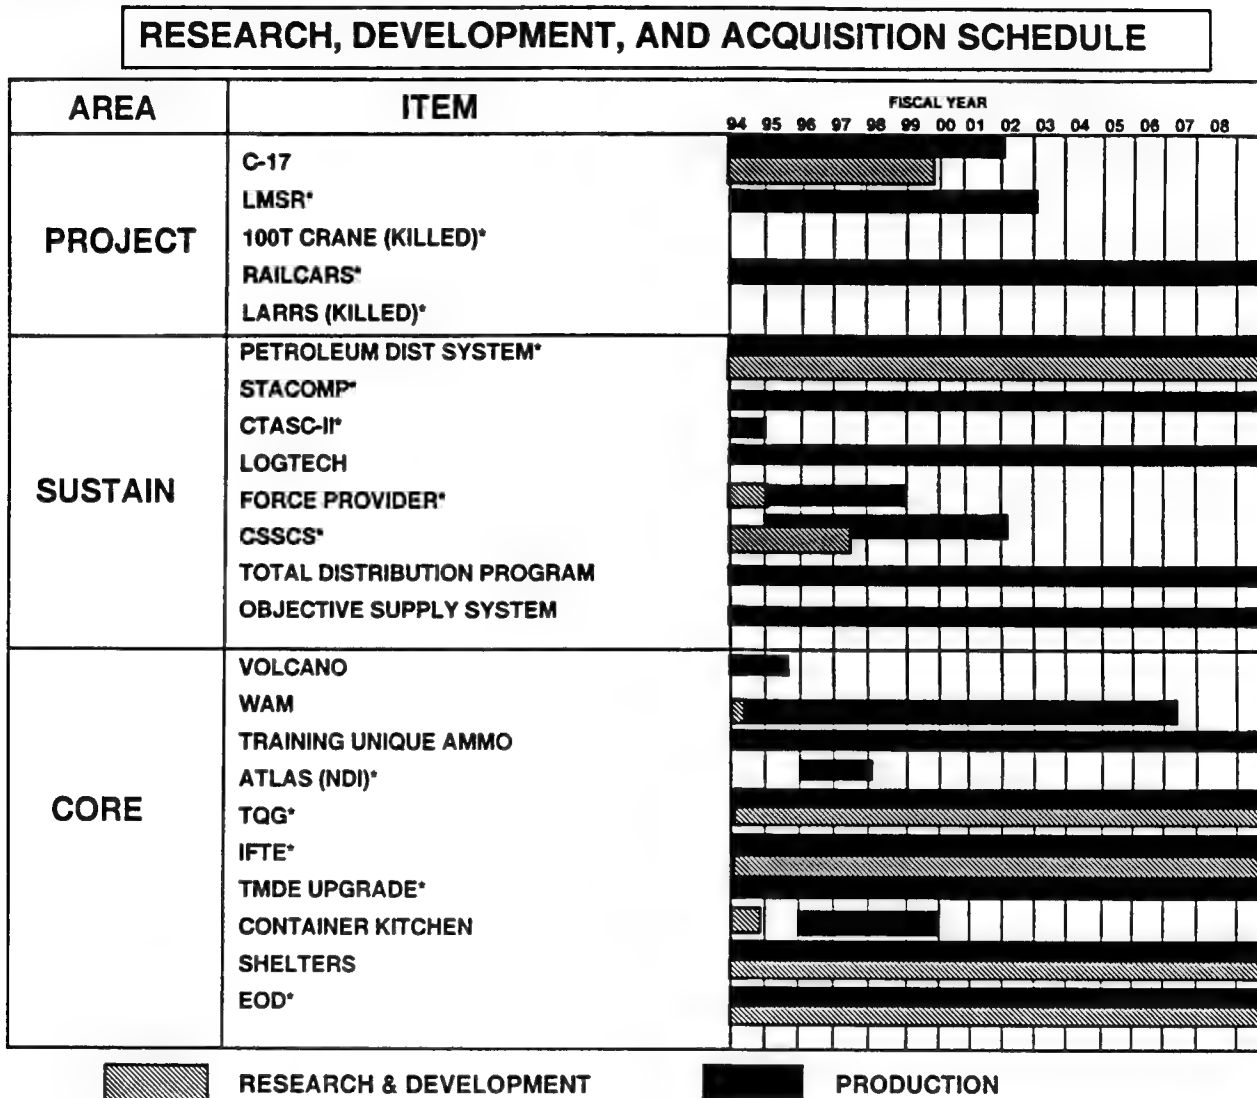 RESEARCH, DEVELOPMENT, AND ACQUISITION SCHEDULE
AREA ITEM FISCAL YEAR
94 95 96 97 98 99 00 01 02 03 04 05 06 07 08
PROJECT
C-17
LMSR*
100T CRANE (KILLED)*
RAILCARS*
LARRS (KILLED)*
SUSTAIN
PETROLEUM DIST SYSTEM*
STACOMP*
CTASC-II*
LOGTECH
FORCE PROVIDER*
CSSCS*
TOTAL DISTRIBUTION PROGRAM
OBJECTIVE SUPPLY SYSTEM
CORE
VOLCANO
WAM
TRAINING UNIQUE AMMO
ATLAS (NDI)*
TQG*
IFTE*
TMDE UPGRADE*
CONTAINER KITCHEN
SHELTERS
EOD*
RESEARCH & DEVELOPMENT PRODUCTION